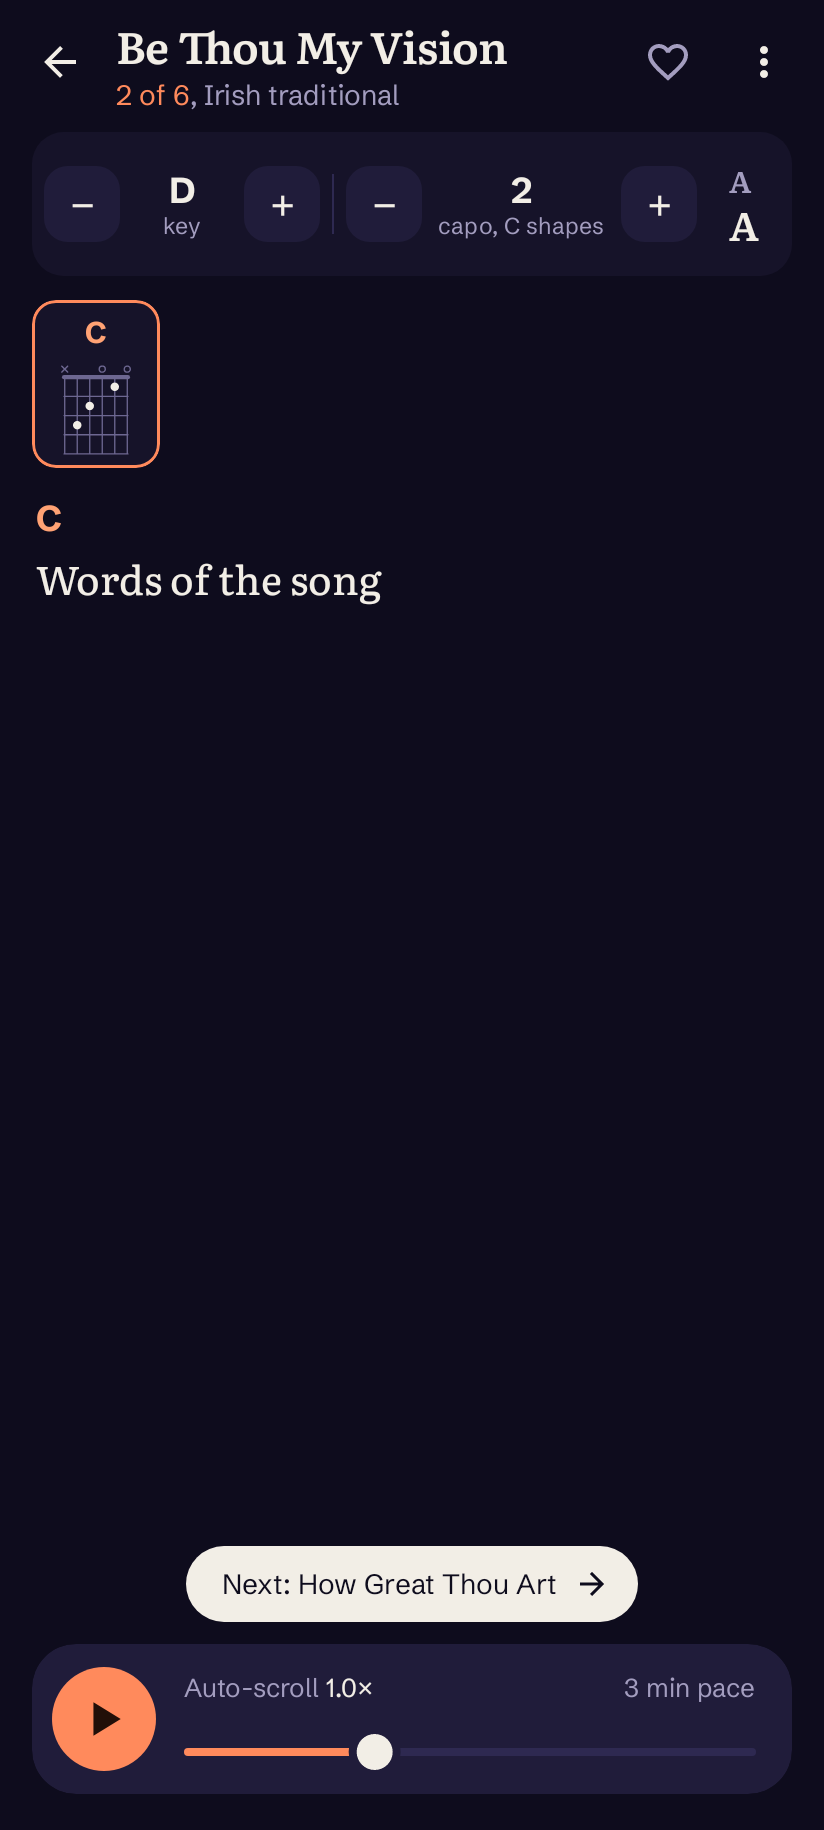 Be Thou My Vision
2 of 6, Irish traditional
− D + − 2 + A
key capo, C shapes A
C
× ○ ○
C
Words of the song
Next: How Great Thou Art →
Auto-scroll 1.0× 3 min pace